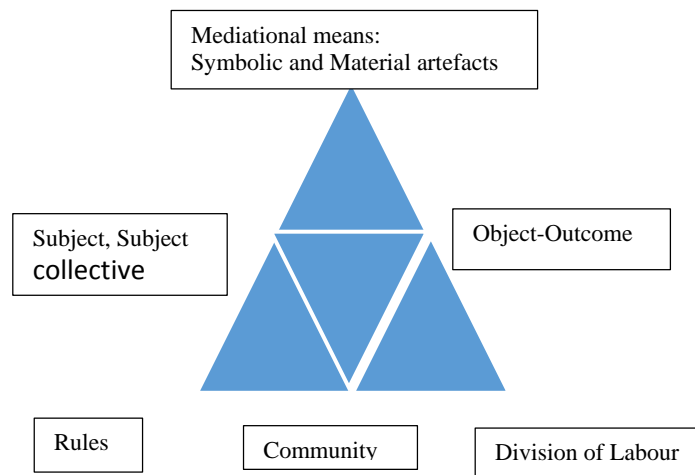 Mediational means:
Symbolic and Material artefacts
Subject, Subject
collective
Object-Outcome
Rules
Community
Division of Labour